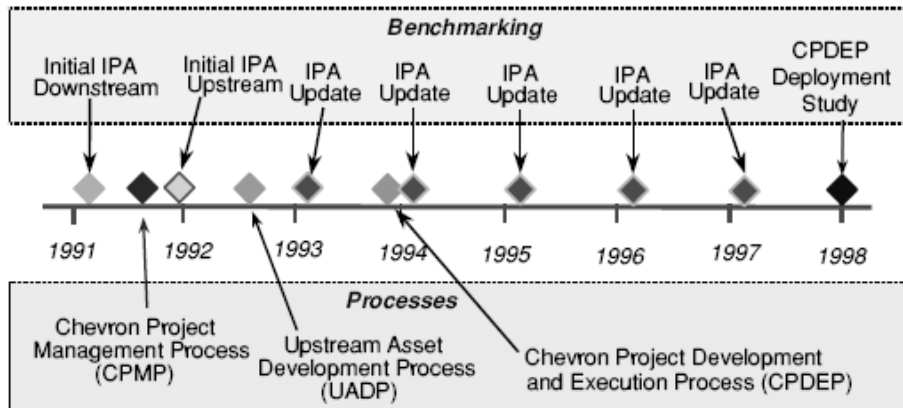 Benchmarking
Initial IPA
Downstream
Initial IPA
Upstream
IPA
Update
IPA
Update
IPA
Update
IPA
Update
IPA
Update
CPDEP
Deployment
Study
1991
1992
1993
1994
1995
1996
1997
1998
Processes
Chevron Project
Management Process
(CPMP)
Upstream Asset
Development Process
(UADP)
Chevron Project Development
and Execution Process (CPDEP)